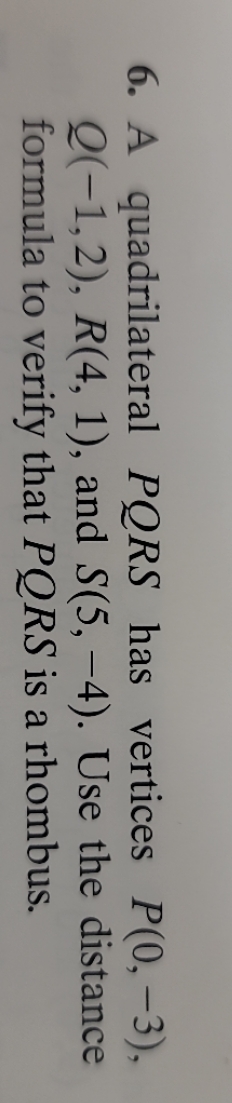 6. A quadrilateral PQRS has vertices P(0, −3),
Q(−1, 2), R(4, 1), and S(5, −4). Use the distance
formula to verify that PQRS is a rhombus.